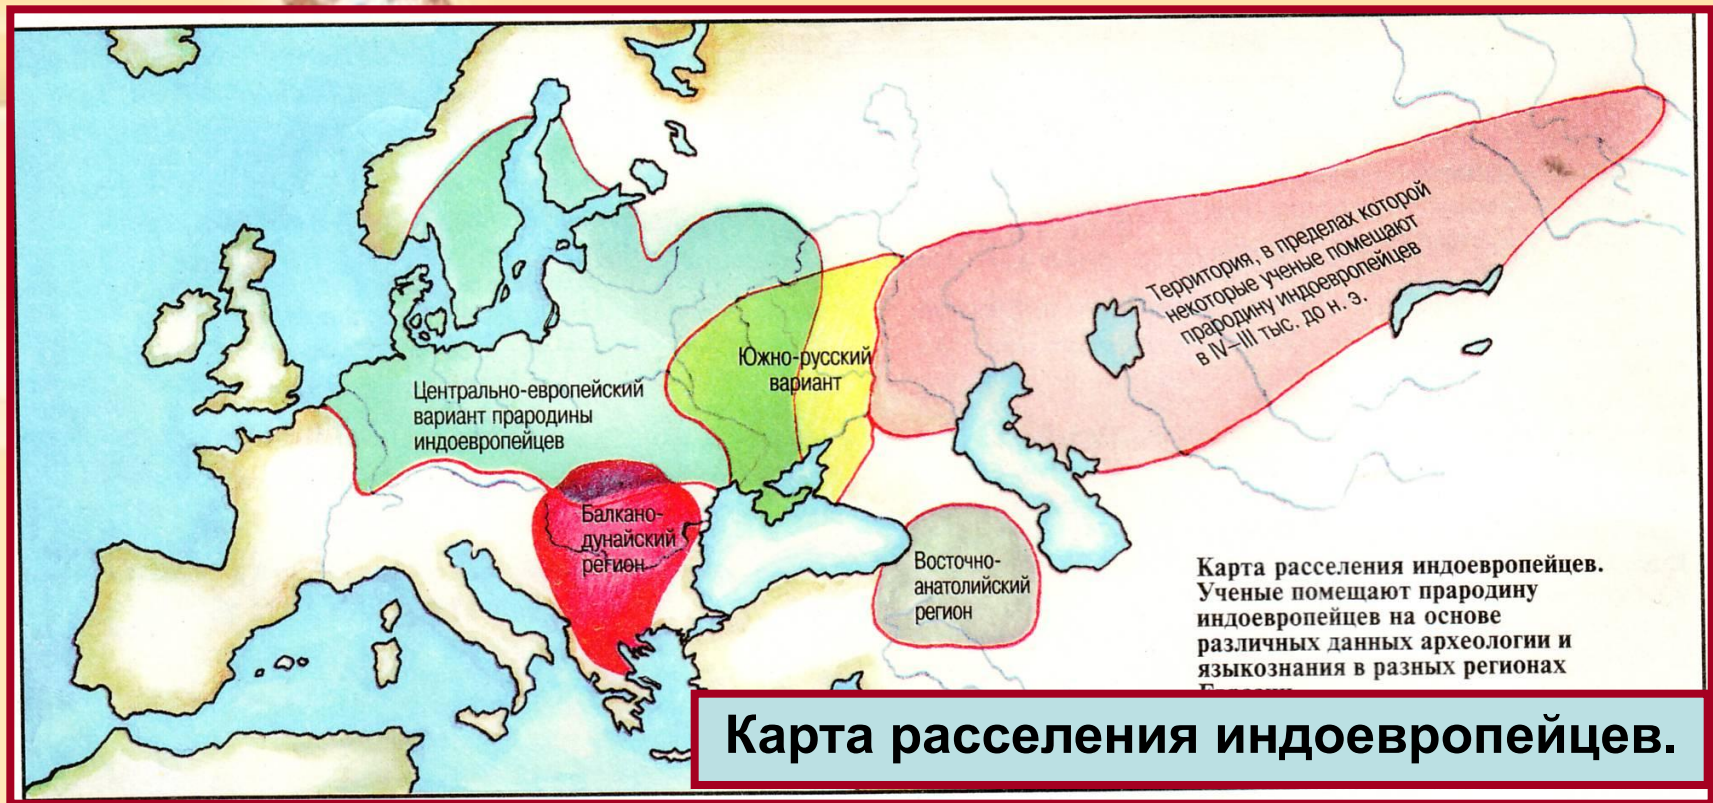 Центрально-европейский
вариант прародины
индоевропейцев
Южно-русский
вариант
Территория, в пределах которой
некоторые ученые помещают
прародину индоевропейцев
в IV–III тыс. до н. э.
Балкано-
дунайский
регион
Восточно-
анатолийский
регион
Карта расселения индоевропейцев.
Ученые помещают прародину
индоевропейцев на основе
различных данных археологии и
языкознания в разных регионах
Карта расселения индоевропейцев.